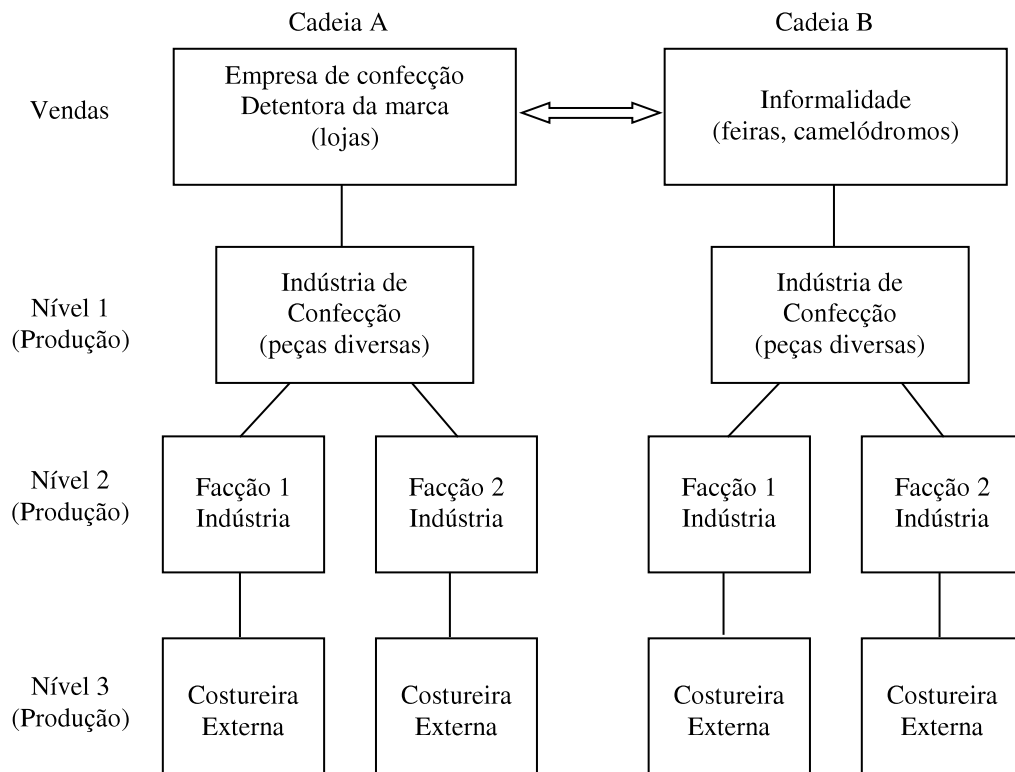 Cadeia A
Cadeia B
Vendas
Empresa de confecção
Detentora da marca
(lojas)
Informalidade
(feiras, camelódromos)
Nível 1
(Produção)
Indústria de
Confecção
(peças diversas)
Indústria de
Confecção
(peças diversas)
Nível 2
(Produção)
Facção 1
Indústria
Facção 2
Indústria
Facção 1
Indústria
Facção 2
Indústria
Nível 3
(Produção)
Costureira
Externa
Costureira
Externa
Costureira
Externa
Costureira
Externa